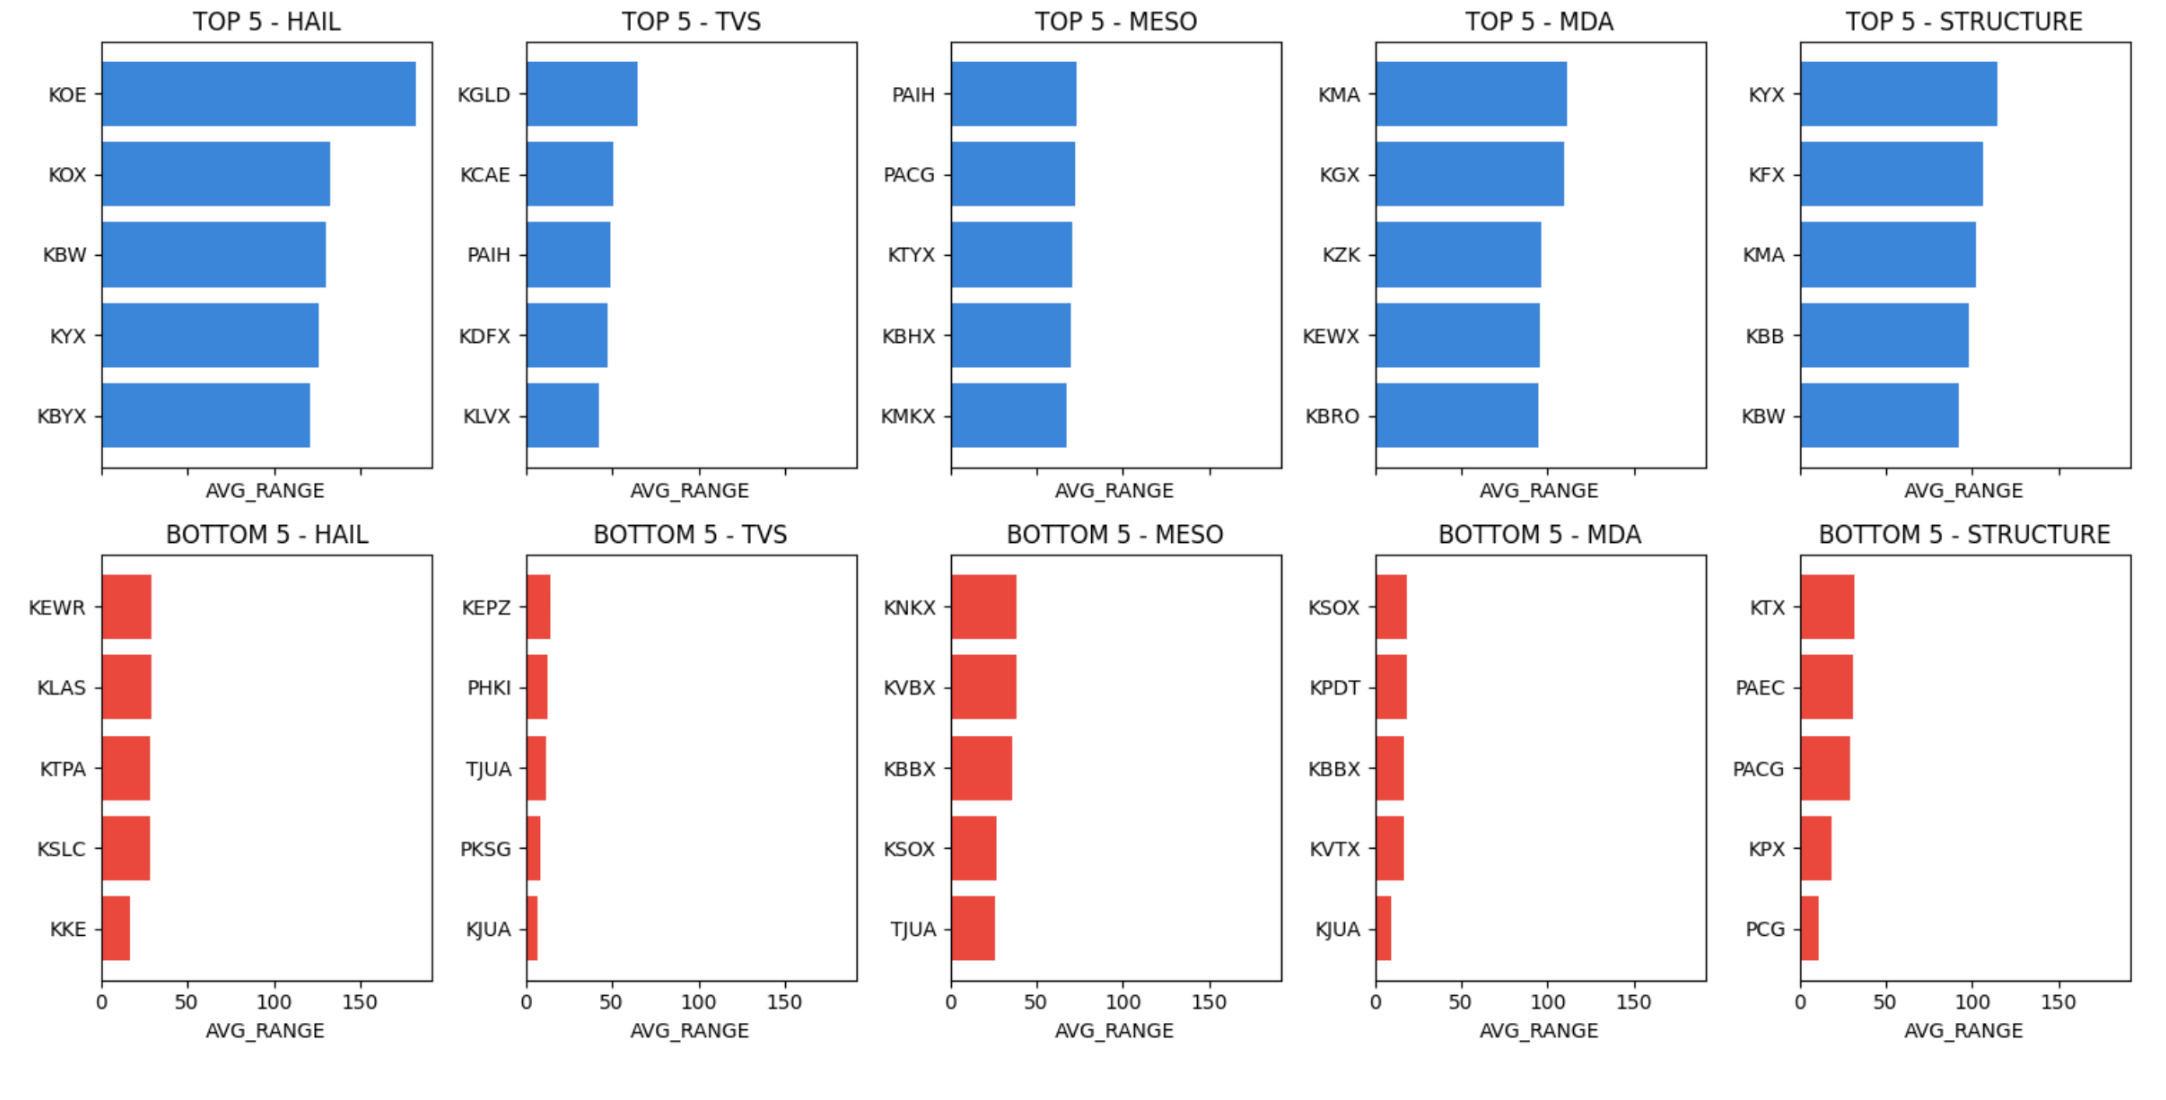 TOP 5 - HAIL
KOE
KOX
KBW
KYX
KBYX
AVG_RANGE
TOP 5 - TVS
KGLD
KCAE
PAIH
KDFX
KLVX
AVG_RANGE
TOP 5 - MESO
PAIH
PACG
KTYX
KBHX
KMKX
AVG_RANGE
TOP 5 - MDA
KMA
KGX
KZK
KEWX
KBRO
AVG_RANGE
TOP 5 - STRUCTURE
KYX
KFX
KMA
KBB
KBW
AVG_RANGE
BOTTOM 5 - HAIL
KEWR
KLAS
KTPA
KSLC
KKE
0 50 100 150
AVG_RANGE
BOTTOM 5 - TVS
KEPZ
PHKI
TJUA
PKSG
KJUA
0 50 100 150
AVG_RANGE
BOTTOM 5 - MESO
KNKX
KVBX
KBBX
KSOX
TJUA
0 50 100 150
AVG_RANGE
BOTTOM 5 - MDA
KSOX
KPDT
KBBX
KVTX
KJUA
0 50 100 150
AVG_RANGE
BOTTOM 5 - STRUCTURE
KTX
PAEC
PACG
KPX
PCG
0 50 100 150
AVG_RANGE